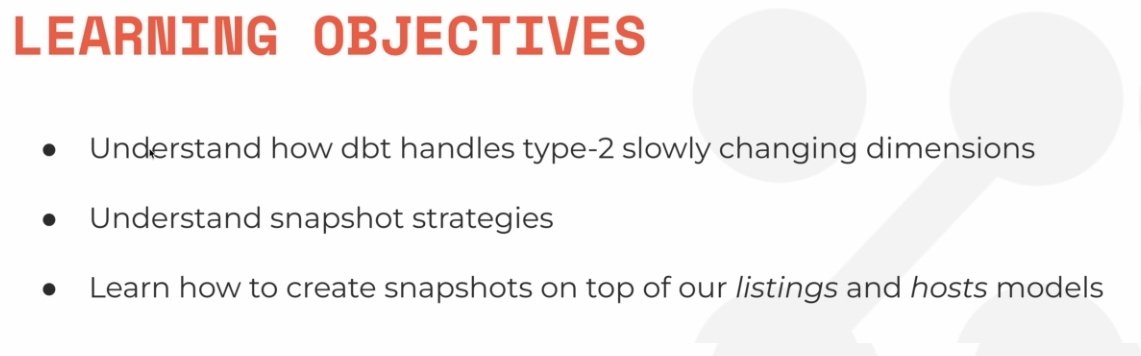 LEARNING OBJECTIVES
● Understand how dbt handles type-2 slowly changing dimensions
● Understand snapshot strategies
● Learn how to create snapshots on top of our listings and hosts models